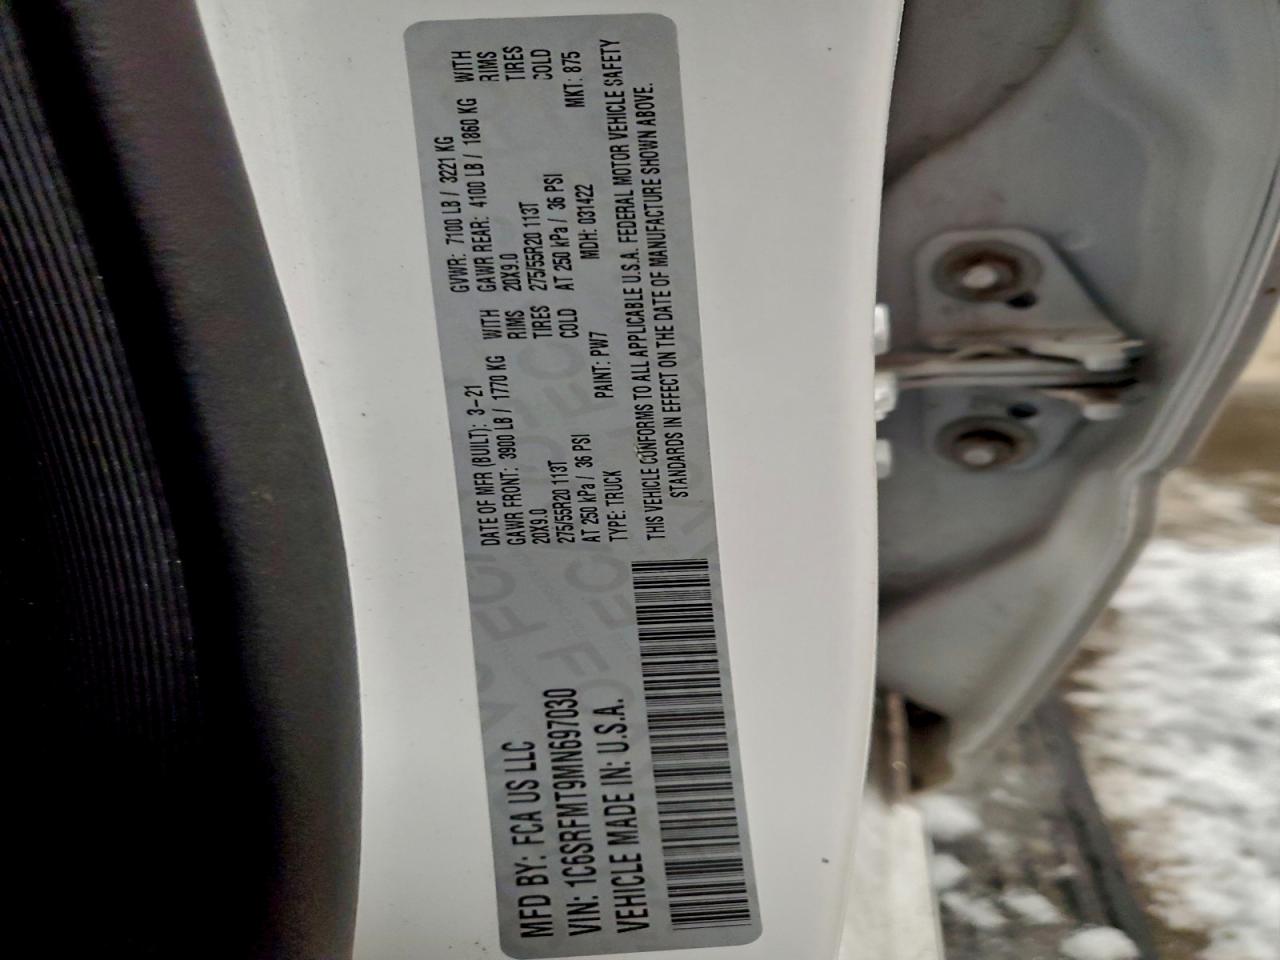 MFD BY: FCA US LLC
VIN: 1C6SRFMT9MN697030
VEHICLE MADE IN: U.S.A.
DATE OF MFR (BUILT): 3-21 GVWR: 7100 LB / 3221 KG
GAWR FRONT: 3900 LB / 1770 KG WITH GAWR REAR: 4100 LB / 1860 KG WITH
20X9.0 RIMS 20X9.0 RIMS
275/55R20 113T TIRES 275/55R20 113T TIRES
AT 250 kPa / 36 PSI COLD AT 250 kPa / 36 PSI COLD
TYPE: TRUCK PAINT: PW7 MDH: 031422 MKT: 875
THIS VEHICLE CONFORMS TO ALL APPLICABLE U.S.A. FEDERAL MOTOR VEHICLE SAFETY
STANDARDS IN EFFECT ON THE DATE OF MANUFACTURE SHOWN ABOVE.